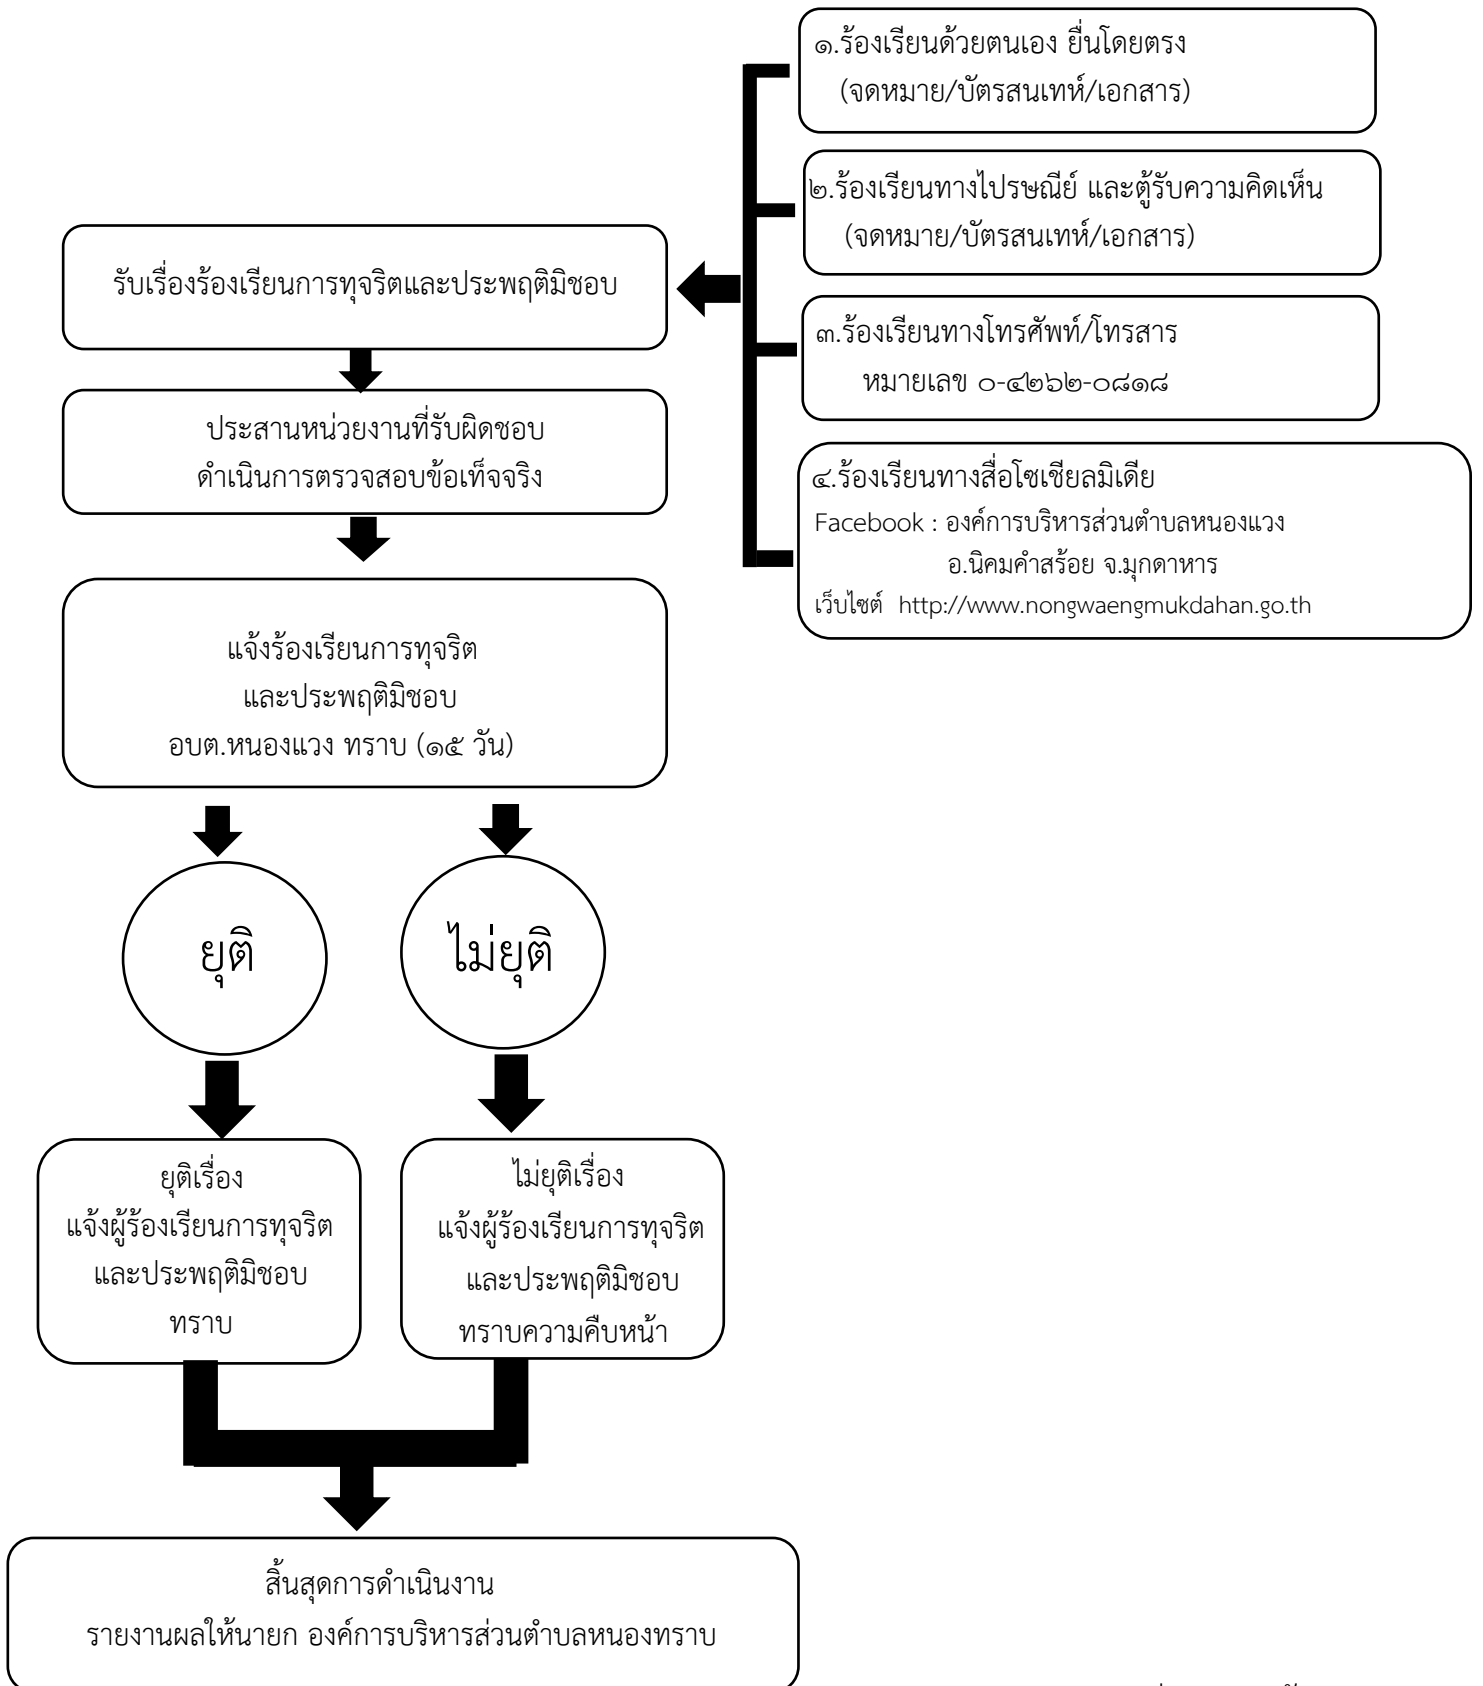 ๑.ร้องเรียนด้วยตนเอง ยื่นโดยตรง
(จดหมาย/บัตรสนเทห์/เอกสาร)
๒.ร้องเรียนทางไปรษณีย์ และตู้รับความคิดเห็น
(จดหมาย/บัตรสนเทห์/เอกสาร)
๓.ร้องเรียนทางโทรศัพท์/โทรสาร
หมายเลข ๐-๔๒๖๒-๐๘๑๘
๔.ร้องเรียนทางสื่อโซเชียลมิเดีย
Facebook : องค์การบริหารส่วนตำบลหนองแวง
อ.นิคมคำสร้อย จ.มุกดาหาร
เว็บไซต์ http://www.nongwaengmukdahan.go.th
รับเรื่องร้องเรียนการทุจริตและประพฤติมิชอบ
ประสานหน่วยงานที่รับผิดชอบ
ดำเนินการตรวจสอบข้อเท็จจริง
แจ้งร้องเรียนการทุจริต
และประพฤติมิชอบ
อบต.หนองแวง ทราบ (๑๕ วัน)
ยุติ
ไม่ยุติ
ยุติเรื่อง
แจ้งผู้ร้องเรียนการทุจริต
และประพฤติมิชอบ
ทราบ
ไม่ยุติเรื่อง
แจ้งผู้ร้องเรียนการทุจริต
และประพฤติมิชอบ
ทราบความคืบหน้า
สิ้นสุดการดำเนินงาน
รายงานผลให้นายก องค์การบริหารส่วนตำบลหนองทราบ